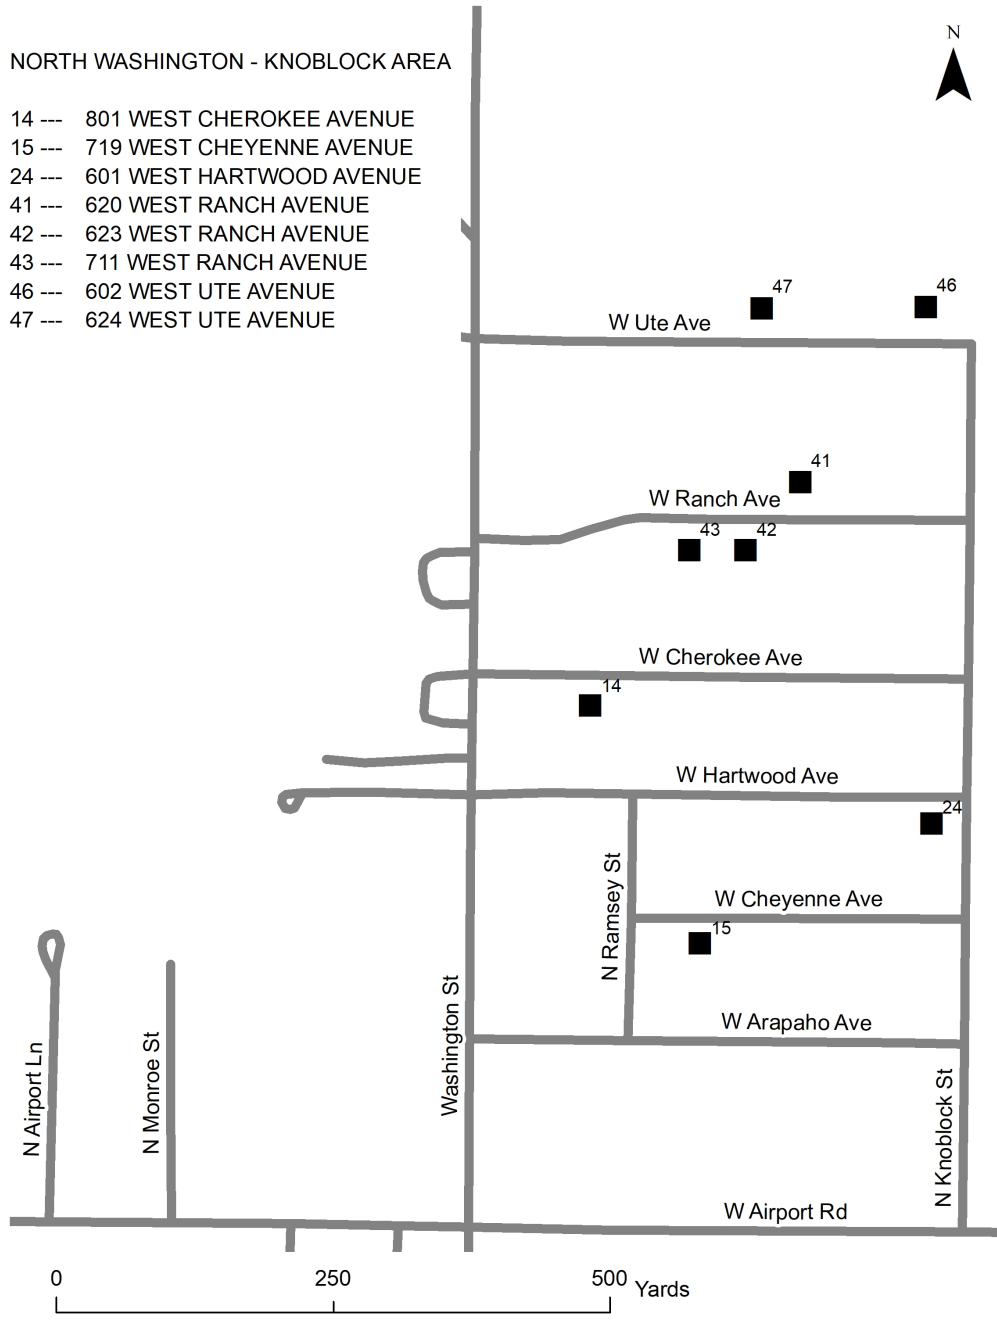 N
NORTH WASHINGTON - KNOBLOCK AREA
14 --- 801 WEST CHEROKEE AVENUE
15 --- 719 WEST CHEYENNE AVENUE
24 --- 601 WEST HARTWOOD AVENUE
41 --- 620 WEST RANCH AVENUE
42 --- 623 WEST RANCH AVENUE
43 --- 711 WEST RANCH AVENUE
46 --- 602 WEST UTE AVENUE
47 --- 624 WEST UTE AVENUE
47
46
W Ute Ave
41
W Ranch Ave
43
42
W Cherokee Ave
14
W Hartwood Ave
24
N Ramsey St
W Cheyenne Ave
15
Washington St
W Arapaho Ave
N Airport Ln
N Monroe St
N Knoblock St
W Airport Rd
0 250 500 Yards